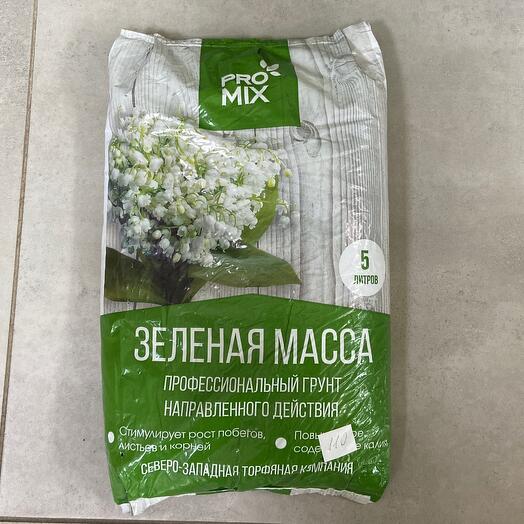 PRO
MIX
5
ЛИТРОВ
ЗЕЛЕНАЯ МАССА
ПРОФЕССИОНАЛЬНЫЙ ГРУНТ
НАПРАВЛЕННОГО ДЕЙСТВИЯ
Стимулирует рост побегов,
листьев и корней
110
СЕВЕРО-ЗАПАДНАЯ ТОРФЯНАЯ КОМПАНИЯ